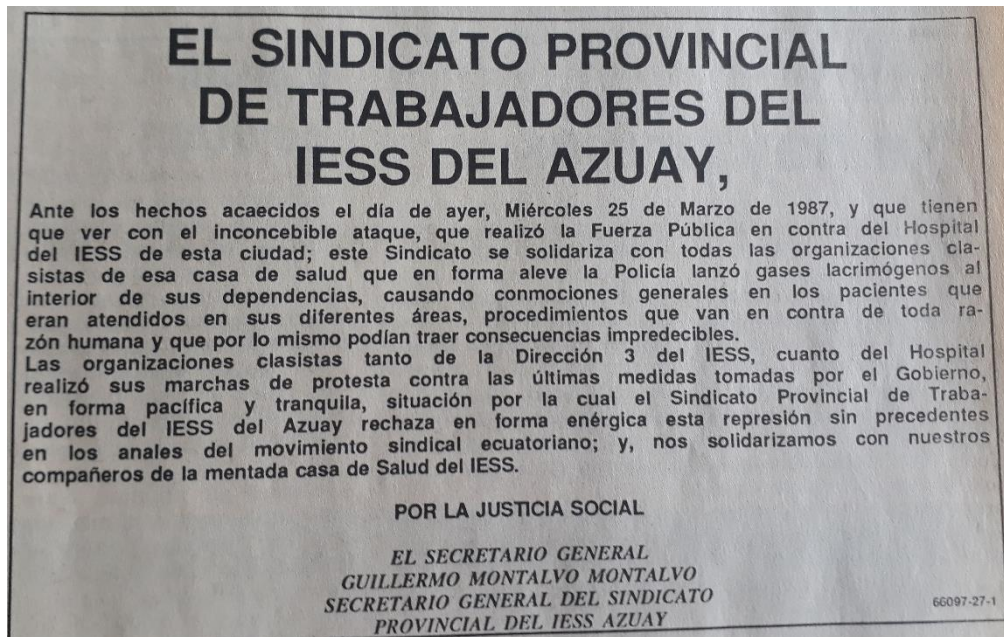 EL SINDICATO PROVINCIAL
DE TRABAJADORES DEL
IESS DEL AZUAY,
Ante los hechos acaecidos el día de ayer, Miércoles 25 de Marzo de 1987, y que tienen
que ver con el inconcebible ataque, que realizó la Fuerza Pública en contra del Hospital
del IESS de esta ciudad; este Sindicato se solidariza con todas las organizaciones cla-
sistas de esa casa de salud que en forma aleve la Policía lanzó gases lacrimógenos al
interior de sus dependencias, causando conmociones generales en los pacientes que
eran atendidos en sus diferentes áreas, procedimientos que van en contra de toda ra-
zón humana y que por lo mismo podían traer consecuencias impredecibles.
Las organizaciones clasistas tanto de la Dirección 3 del IESS, cuanto del Hospital
realizó sus marchas de protesta contra las últimas medidas tomadas por el Gobierno,
en forma pacífica y tranquila, situación por la cual el Sindicato Provincial de Traba-
jadores del IESS del Azuay rechaza en forma enérgica esta represión sin precedentes
en los anales del movimiento sindical ecuatoriano; y, nos solidarizamos con nuestros
compañeros de la mentada casa de Salud del IESS.
POR LA JUSTICIA SOCIAL
EL SECRETARIO GENERAL
GUILLERMO MONTALVO MONTALVO
SECRETARIO GENERAL DEL SINDICATO
PROVINCIAL DEL IESS AZUAY
66097-27-1